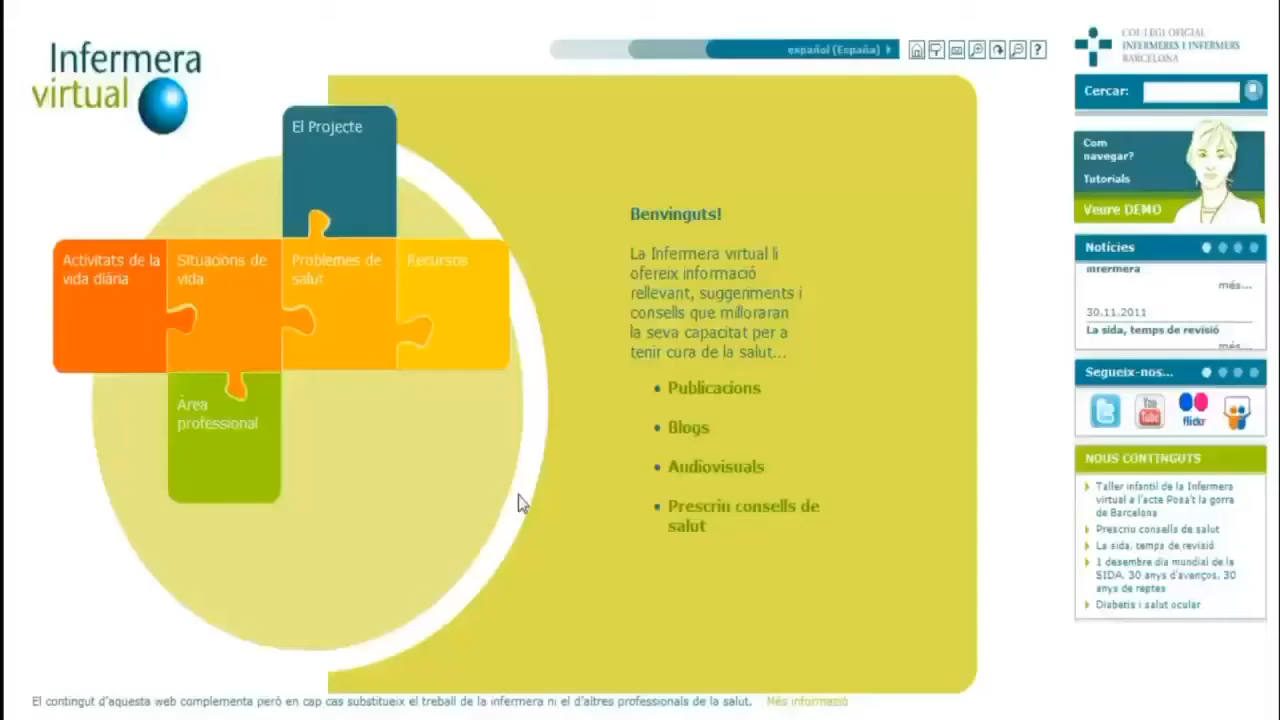 Infermera
virtual
español (España)
?
COL·LEGI OFICIAL
INFERMERES I INFERMERS
BARCELONA
Cercar:
El Projecte
Activitats de la
vida diària
Situacions de
vida
Problemes de
salut
Recursos
Àrea
professional
Benvinguts!
La Infermera virtual li
ofereix informació
rellevant, suggeriments i
consells que milloraran
la seva capacitat per a
tenir cura de la salut...
• Publicacions
• Blogs
• Audiovisuals
• Prescriu consells de
salut
Com
navegar?
Tutorials
Veure DEMO
Notícies
infermera
més...
30.11.2011
La sida, temps de revisió
més...
Segueix-nos...
You
Tube
flickr
NOUS CONTINGUTS
Taller infantil de la Infermera
virtual a l'acte Posa't la gorra
de Barcelona
Prescriu consells de salut
La sida, temps de revisió
1 desembre dia mundial de la
SIDA. 30 anys d'avenços, 30
anys de reptes
Diabetis i salut ocular
El contingut d'aquesta web complementa però en cap cas substitueix el treball de la infermera ni el d'altres professionals de la salut. Més informació